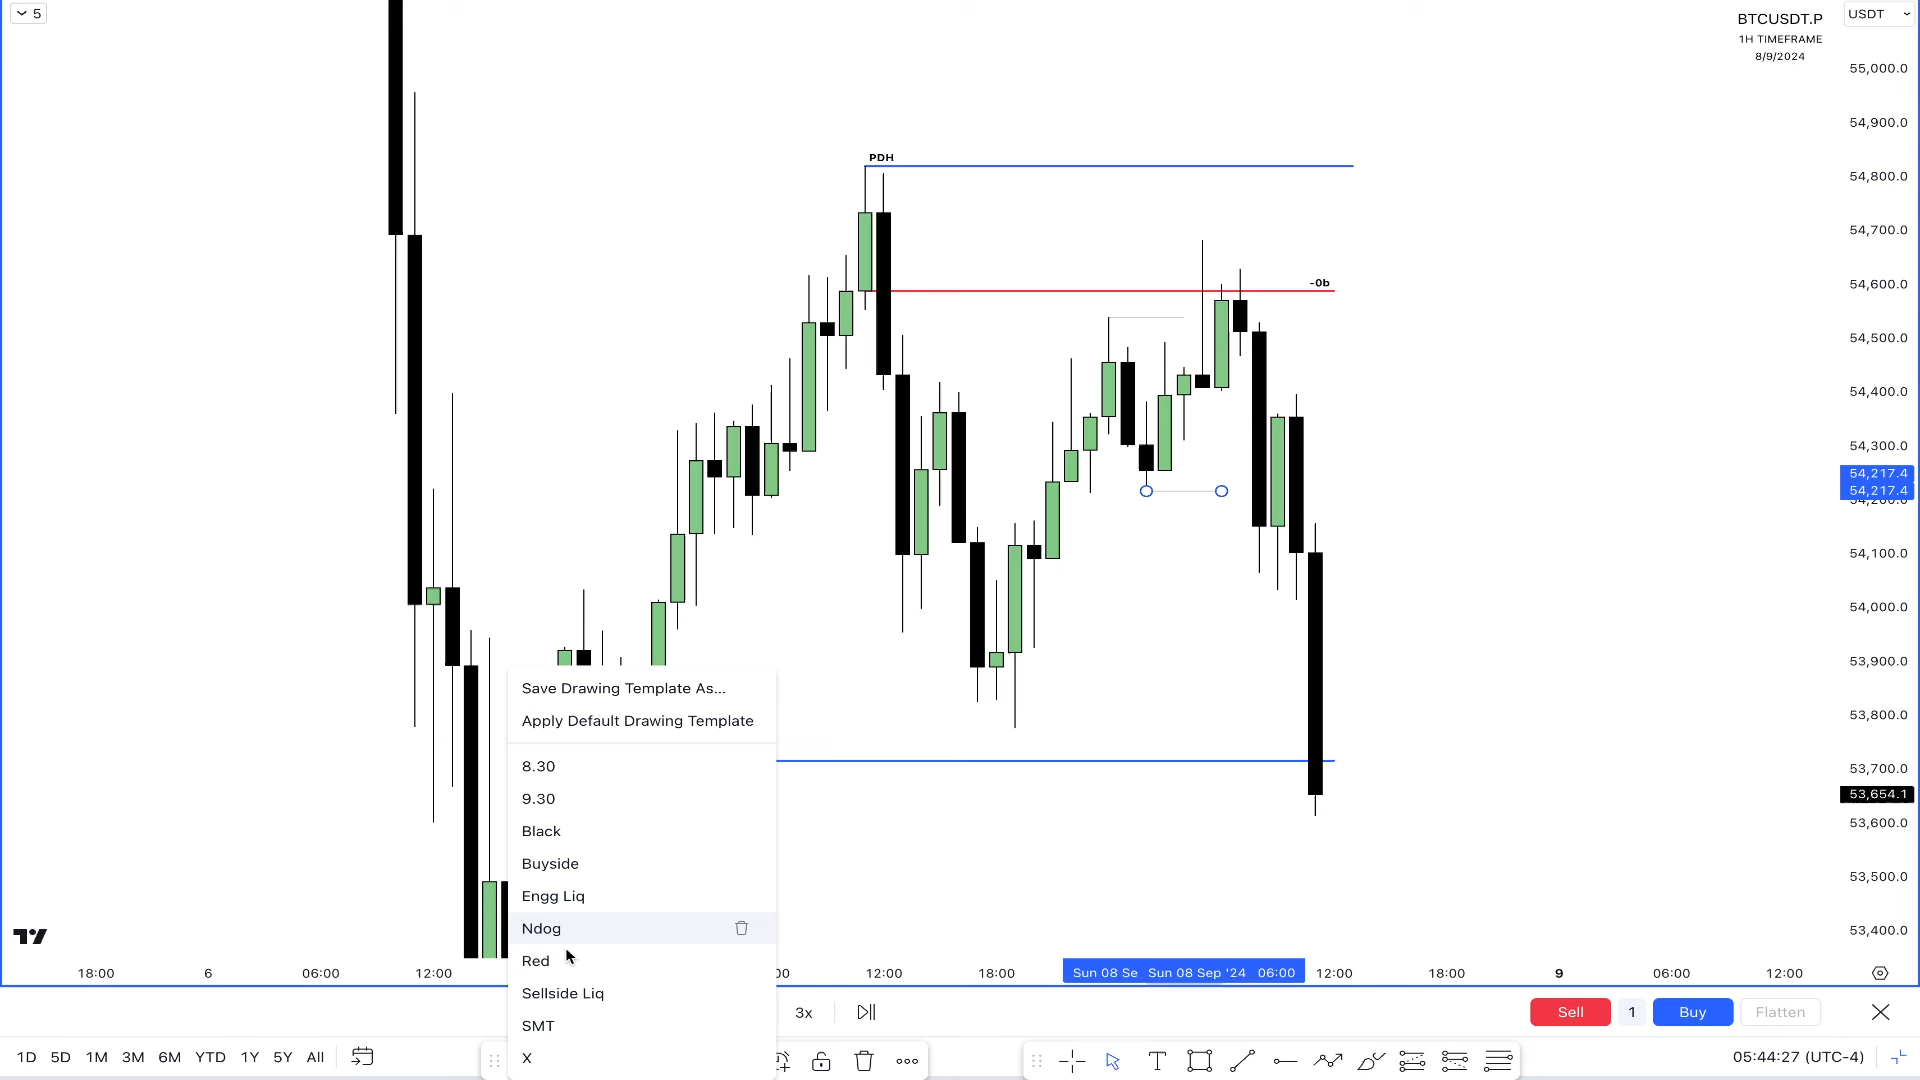 5
BTCUSDT.P
1H TIMEFRAME
8/9/2024
USDT
55,000.0
54,900.0
54,800.0
54,700.0
54,600.0
54,500.0
54,400.0
54,300.0
54,217.4
54,217.4
54,200.0
54,100.0
54,000.0
53,900.0
53,800.0
53,700.0
53,654.1
53,600.0
53,500.0
53,400.0
PDH
-0b
Save Drawing Template As...
Apply Default Drawing Template
8.30
9.30
Black
Buyside
Engg Liq
Ndog
Red
Sellside Liq
SMT
X
18:00 6 06:00 12:00 :00 12:00 18:00 Sun 08 Se Sun 08 Sep '24 06:00 12:00 18:00 9 06:00 12:00
3x
Sell 1 Buy Flatten
1D 5D 1M 3M 6M YTD 1Y 5Y All
05:44:27 (UTC-4)